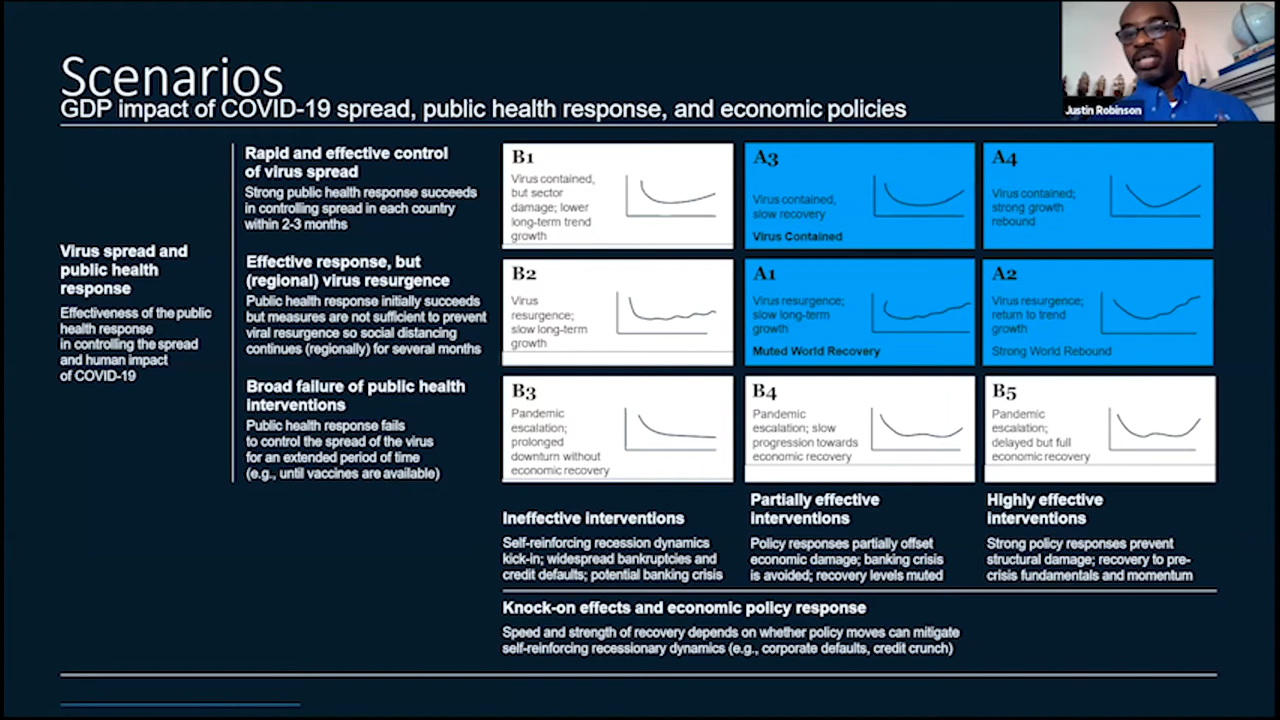 Scenarios
GDP impact of COVID-19 spread, public health response, and economic policies
Justin Robinson
Virus spread and
public health
response
Effectiveness of the public
health response
in controlling the spread
and human impact
of COVID-19
Rapid and effective control
of virus spread
Strong public health response succeeds
in controlling spread in each country
within 2-3 months
Effective response, but
(regional) virus resurgence
Public health response initially succeeds
but measures are not sufficient to prevent
viral resurgence so social distancing
continues (regionally) for several months
Broad failure of public health
interventions
Public health response fails
to control the spread of the virus
for an extended period of time
(e.g., until vaccines are available)
B1
Virus contained,
but sector
damage; lower
long-term trend
growth
A3
Virus contained,
slow recovery
Virus Contained
A4
Virus contained;
strong growth
rebound
B2
Virus
resurgence;
slow long-term
growth
A1
Virus resurgence;
slow long-term
growth
Muted World Recovery
A2
Virus resurgence;
return to trend
growth
Strong World Rebound
B3
Pandemic
escalation;
prolonged
downturn without
economic recovery
B4
Pandemic
escalation; slow
progression towards
economic recovery
B5
Pandemic
escalation;
delayed but full
economic recovery
Ineffective interventions
Self-reinforcing recession dynamics
kick-in; widespread bankruptcies and
credit defaults; potential banking crisis
Partially effective
interventions
Policy responses partially offset
economic damage; banking crisis
is avoided; recovery levels muted
Highly effective
interventions
Strong policy responses prevent
structural damage; recovery to pre-
crisis fundamentals and momentum
Knock-on effects and economic policy response
Speed and strength of recovery depends on whether policy moves can mitigate
self-reinforcing recessionary dynamics (e.g., corporate defaults, credit crunch)